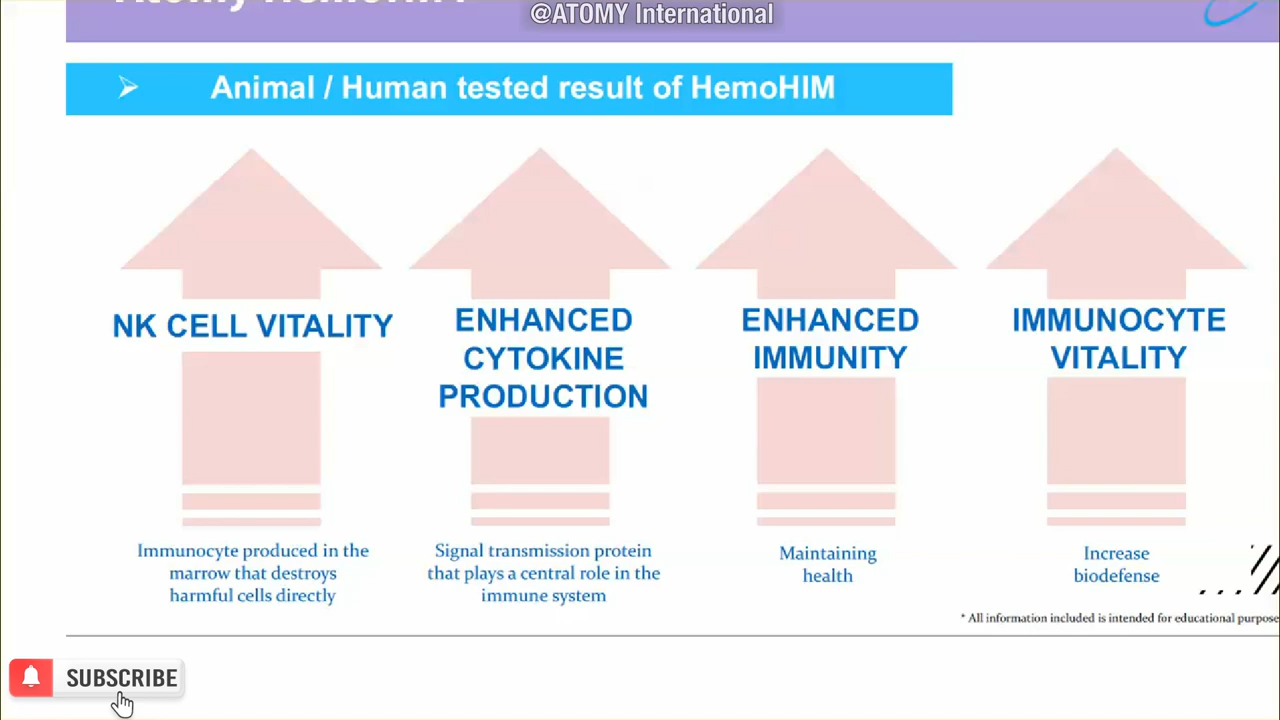 Atomy HemoHIM
@ATOMY International
Animal / Human tested result of HemoHIM
NK CELL VITALITY
Immunocyte produced in the
marrow that destroys
harmful cells directly
ENHANCED
CYTOKINE
PRODUCTION
Signal transmission protein
that plays a central role in the
immune system
ENHANCED
IMMUNITY
Maintaining
health
IMMUNOCYTE
VITALITY
Increase
biodefense
* All information included is intended for educational purpose
SUBSCRIBE